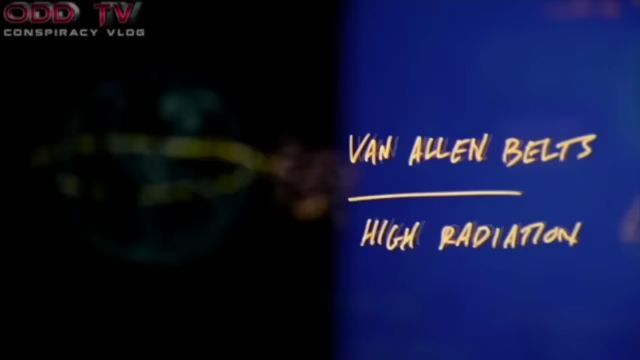 ODD TV
CONSPIRACY VLOG
VAN ALLEN BELTS
HIGH RADIATION